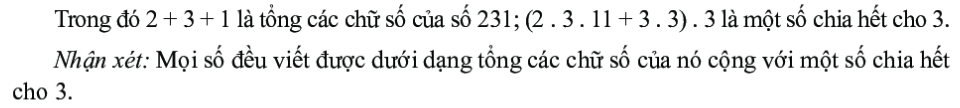 Trong đó 2 + 3 + 1 là tổng các chữ số của số 231; (2 . 3 . 11 + 3 . 3) . 3 là một số chia hết cho 3.
Nhận xét: Mọi số đều viết được dưới dạng tổng các chữ số của nó cộng với một số chia hết
cho 3.